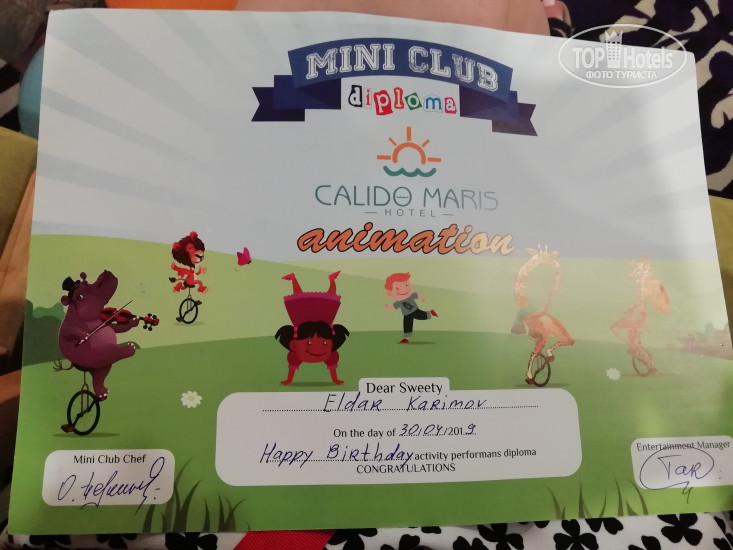 TOP Hotels
ФОТО ТУРИСТА
MINI CLUB
diploma
CALIDO MARIS
HOTEL
animation
Dear Sweety
Eldar Karimov
On the day of 30/04/2019
Happy Birthday activity performans diploma
CONGRATULATIONS
Mini Club Chef
Entertainment Manager